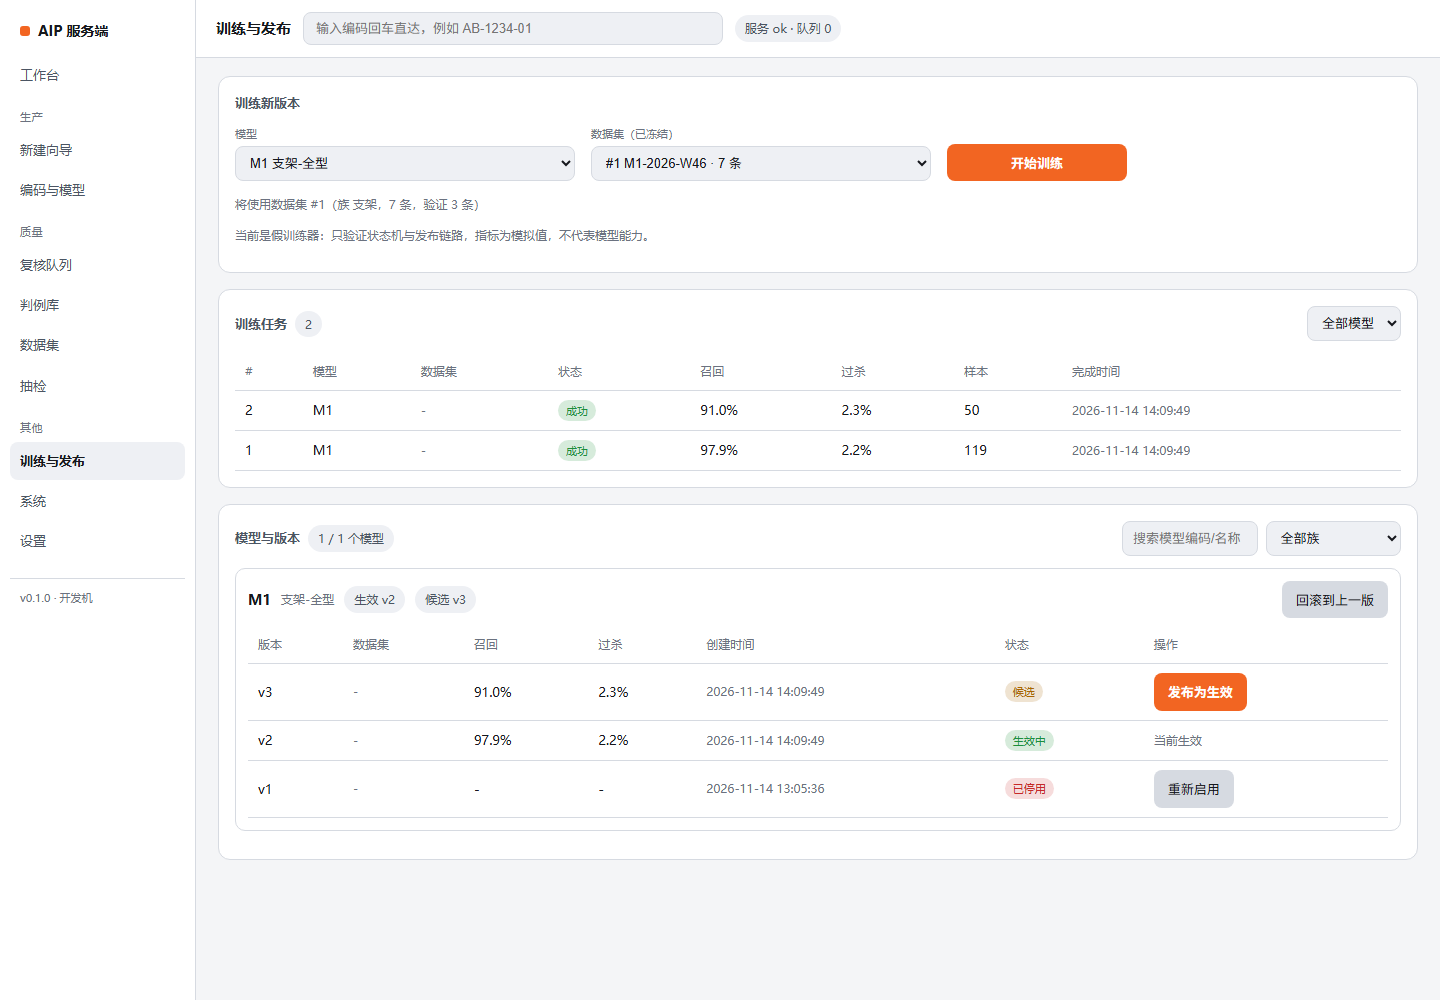 AIP 服务端
工作台
生产
新建向导
编码与模型
质量
复核队列
判例库
数据集
抽检
其他
训练与发布
系统
设置
v0.1.0 · 开发机
训练与发布 输入编码回车直达，例如 AB-1234-01 服务 ok · 队列 0
训练新版本
模型 数据集（已冻结）
M1 支架-全型 #1 M1-2026-W46 · 7 条 开始训练
将使用数据集 #1（族 支架，7 条，验证 3 条）
当前是假训练器：只验证状态机与发布链路，指标为模拟值，不代表模型能力。
训练任务 2 全部模型
# 模型 数据集 状态 召回 过杀 样本 完成时间
2 M1 - 成功 91.0% 2.3% 50 2026-11-14 14:09:49
1 M1 - 成功 97.9% 2.2% 119 2026-11-14 14:09:49
模型与版本 1 / 1 个模型 搜索模型编码/名称 全部族
M1 支架-全型 生效 v2 候选 v3 回滚到上一版
版本 数据集 召回 过杀 创建时间 状态 操作
v3 - 91.0% 2.3% 2026-11-14 14:09:49 候选 发布为生效
v2 - 97.9% 2.2% 2026-11-14 14:09:49 生效中 当前生效
v1 - - - 2026-11-14 13:05:36 已停用 重新启用